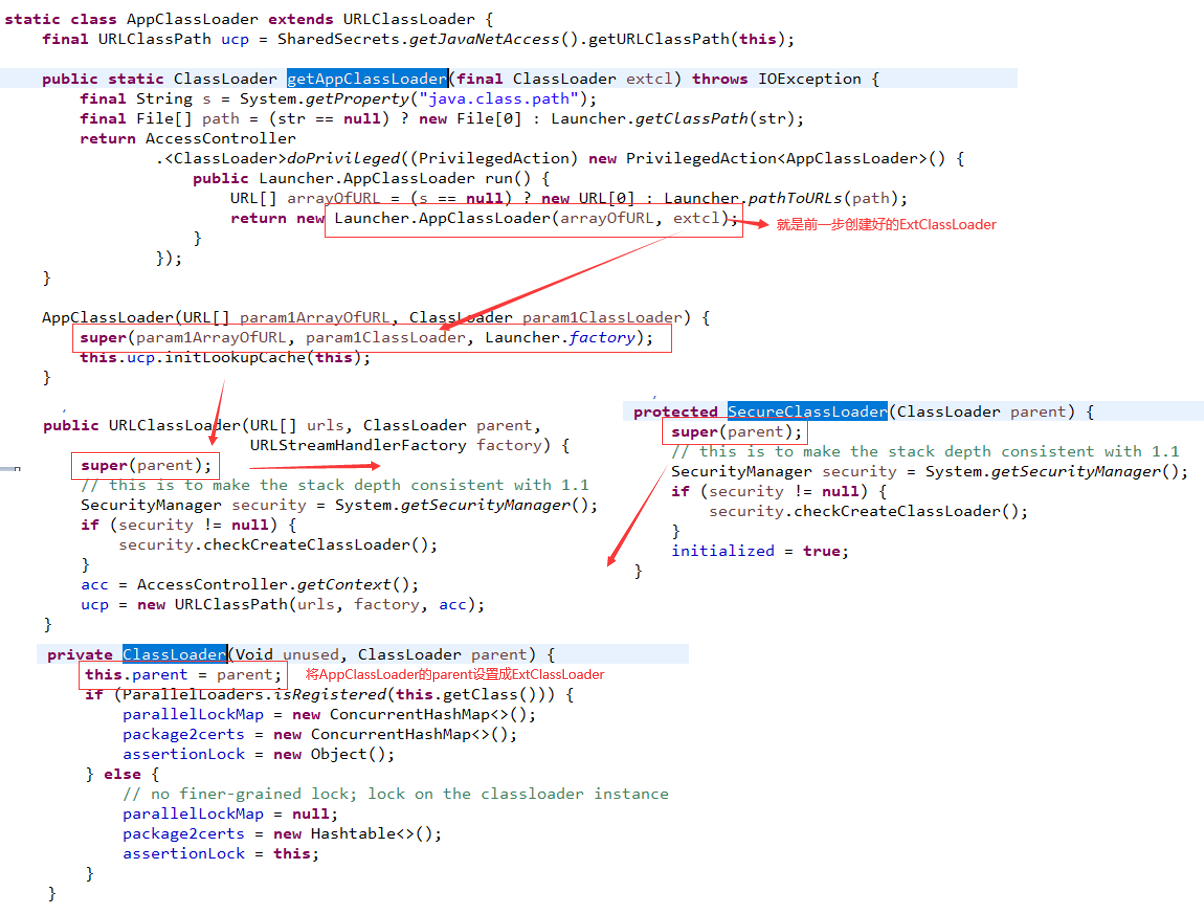 static class AppClassLoader extends URLClassLoader {
final URLClassPath ucp = SharedSecrets.getJavaNetAccess().getURLClassPath(this);
public static ClassLoader getAppClassLoader(final ClassLoader extcl) throws IOException {
final String s = System.getProperty("java.class.path");
final File[] path = (str == null) ? new File[0] : Launcher.getClassPath(str);
return AccessController
.<ClassLoader>doPrivileged((PrivilegedAction) new PrivilegedAction<AppClassLoader>() {
public Launcher.AppClassLoader run() {
URL[] arrayOfURL = (s == null) ? new URL[0] : Launcher.pathToURLs(path);
return new Launcher.AppClassLoader(arrayOfURL, extcl); 就是前一步创建好的ExtClassLoader
}
});
}
AppClassLoader(URL[] param1ArrayOfURL, ClassLoader param1ClassLoader) {
super(param1ArrayOfURL, param1ClassLoader, Launcher.factory);
this.ucp.initLookupCache(this);
}
public URLClassLoader(URL[] urls, ClassLoader parent,
URLStreamHandlerFactory factory) {
super(parent);
// this is to make the stack depth consistent with 1.1
SecurityManager security = System.getSecurityManager();
if (security != null) {
security.checkCreateClassLoader();
}
acc = AccessController.getContext();
ucp = new URLClassPath(urls, factory, acc);
}
protected SecureClassLoader(ClassLoader parent) {
super(parent);
// this is to make the stack depth consistent with 1.1
SecurityManager security = System.getSecurityManager();
if (security != null) {
security.checkCreateClassLoader();
}
initialized = true;
}
private ClassLoader(Void unused, ClassLoader parent) {
this.parent = parent; 将AppClassLoader的parent设置成ExtClassLoader
if (ParallelLoaders.isRegistered(this.getClass())) {
parallelLockMap = new ConcurrentHashMap<>();
package2certs = new ConcurrentHashMap<>();
assertionLock = new Object();
} else {
// no finer-grained lock; lock on the classloader instance
parallelLockMap = null;
package2certs = new Hashtable<>();
assertionLock = this;
}
}